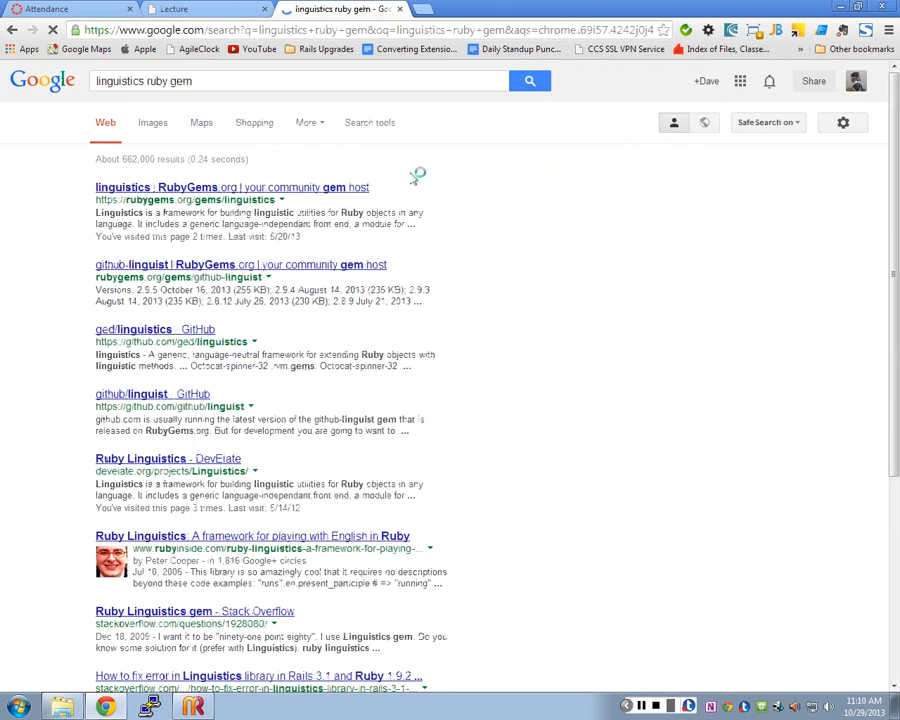 Attendance
Lecture
linguistics ruby gem - Go
https://www.google.com/search?q=linguistics+ruby+gem&oq=linguistics+ruby+gem&aqs=chrome.69i57.4242j0j4
Apps Google Maps Apple AgileClock YouTube Rails Upgrades Converting Extensio... Daily Standup Punc... CCS SSL VPN Service Index of Files, Classe... » Other bookmarks
Google linguistics ruby gem +Dave Share
Web Images Maps Shopping More Search tools SafeSearch on
About 662,000 results (0.24 seconds)
linguistics | RubyGems.org | your community gem host
https://rubygems.org/gems/linguistics
Linguistics is a framework for building linguistic utilities for Ruby objects in any
language. It includes a generic language-independant front end, a module for ...
You've visited this page 2 times. Last visit: 5/20/13
github-linguist | RubyGems.org | your community gem host
rubygems.org/gems/github-linguist
Versions. 2.9.5 October 16, 2013 (255 KB); 2.9.4 August 14, 2013 (235 KB); 2.9.3
August 14, 2013 (235 KB); 2.8.12 July 26, 2013 (230 KB); 2.8.9 July 21, 2013 ...
ged/linguistics · GitHub
https://github.com/ged/linguistics
linguistics - A generic, language-neutral framework for extending Ruby objects with
linguistic methods. ... Octocat-spinner-32 .rvm.gems. Octocat-spinner-32 ...
github/linguist · GitHub
https://github.com/github/linguist
github.com is usually running the latest version of the github-linguist gem that is
released on RubyGems.org. But for development you are going to want to ...
Ruby Linguistics - DevEiate
deveiate.org/projects/Linguistics/
Linguistics is a framework for building linguistic utilities for Ruby objects in any
language. It includes a generic language-independant front end, a module for ...
You've visited this page 3 times. Last visit: 5/14/12
Ruby Linguistics: A framework for playing with English in Ruby
www.rubyinside.com/ruby-linguistics-a-framework-for-playing-...
by Peter Cooper - in 1,816 Google+ circles
Jul 10, 2006 - This library is so amazingly cool that it requires no descriptions
beyond these code examples: "runs".en.present_participle # => "running" ...
Ruby Linguistics gem - Stack Overflow
stackoverflow.com/questions/1928080/
Dec 18, 2009 - I want it to be "ninety-one point eighty". I use Linguistics gem. Do you
know some solution for it (prefer with Linguistics). ruby linguistics ...
How to fix error in Linguistics library in Rails 3.1 and Ruby 1.9.2 ...
stackoverflow.com/.../how-to-fix-error-in-linguistics-library-in-rails-3-1-...
11:10 AM
10/29/2013